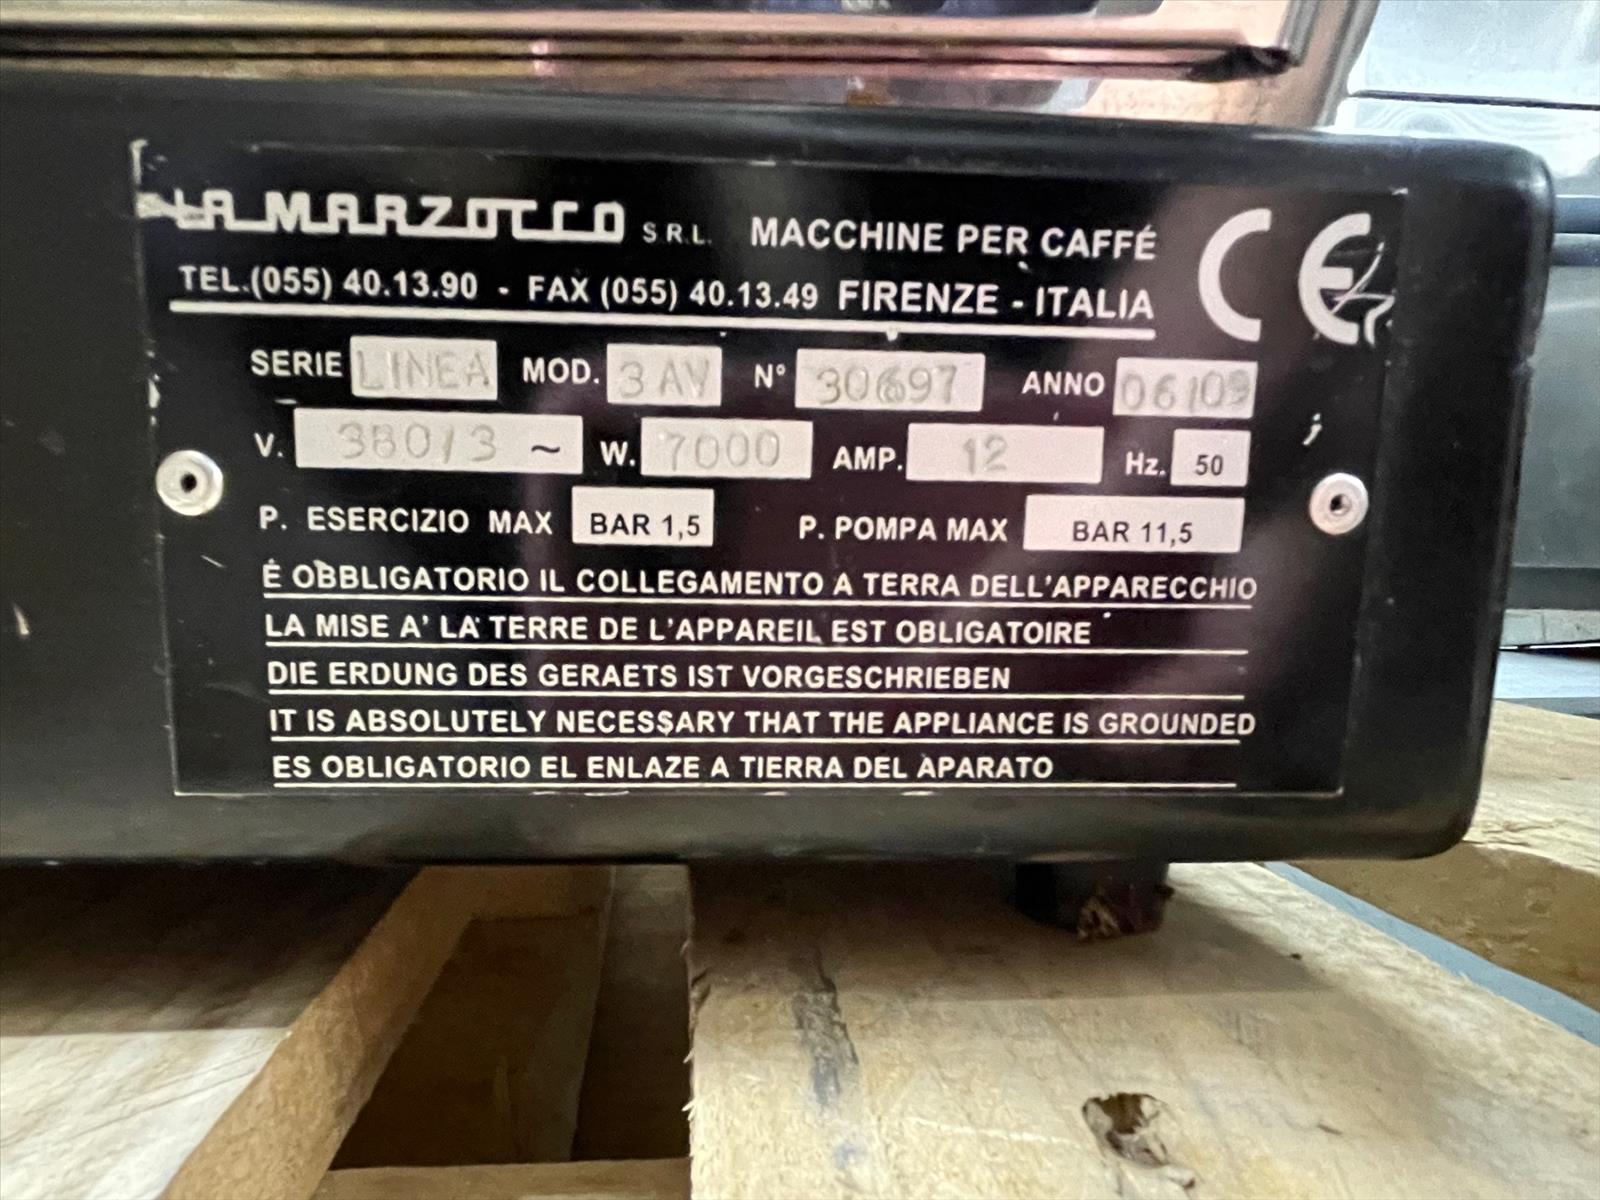 LA MARZOCCO S.R.L. MACCHINE PER CAFFÉ CE
TEL.(055) 40.13.90 - FAX (055) 40.13.49 FIRENZE - ITALIA
SERIE LINEA MOD. 3 AV N° 30697 ANNO 06/09
V. 380/3 ~ W. 7000 AMP. 12 Hz. 50
P. ESERCIZIO MAX BAR 1,5 P. POMPA MAX BAR 11,5
É OBBLIGATORIO IL COLLEGAMENTO A TERRA DELL'APPARECCHIO
LA MISE A' LA TERRE DE L'APPAREIL EST OBLIGATOIRE
DIE ERDUNG DES GERAETS IST VORGESCHRIEBEN
IT IS ABSOLUTELY NECESSARY THAT THE APPLIANCE IS GROUNDED
ES OBLIGATORIO EL ENLAZE A TIERRA DEL APARATO